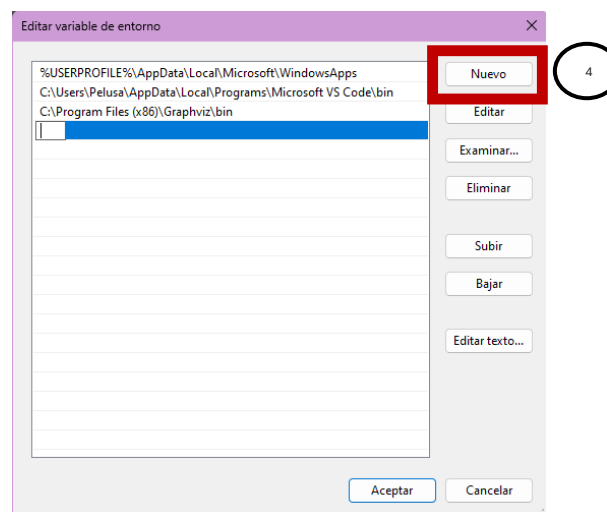 Editar variable de entorno
%USERPROFILE%\AppData\Local\Microsoft\WindowsApps
C:\Users\Pelusa\AppData\Local\Programs\Microsoft VS Code\bin
C:\Program Files (x86)\Graphviz\bin
Nuevo
4
Editar
Examinar...
Eliminar
Subir
Bajar
Editar texto...
Aceptar
Cancelar